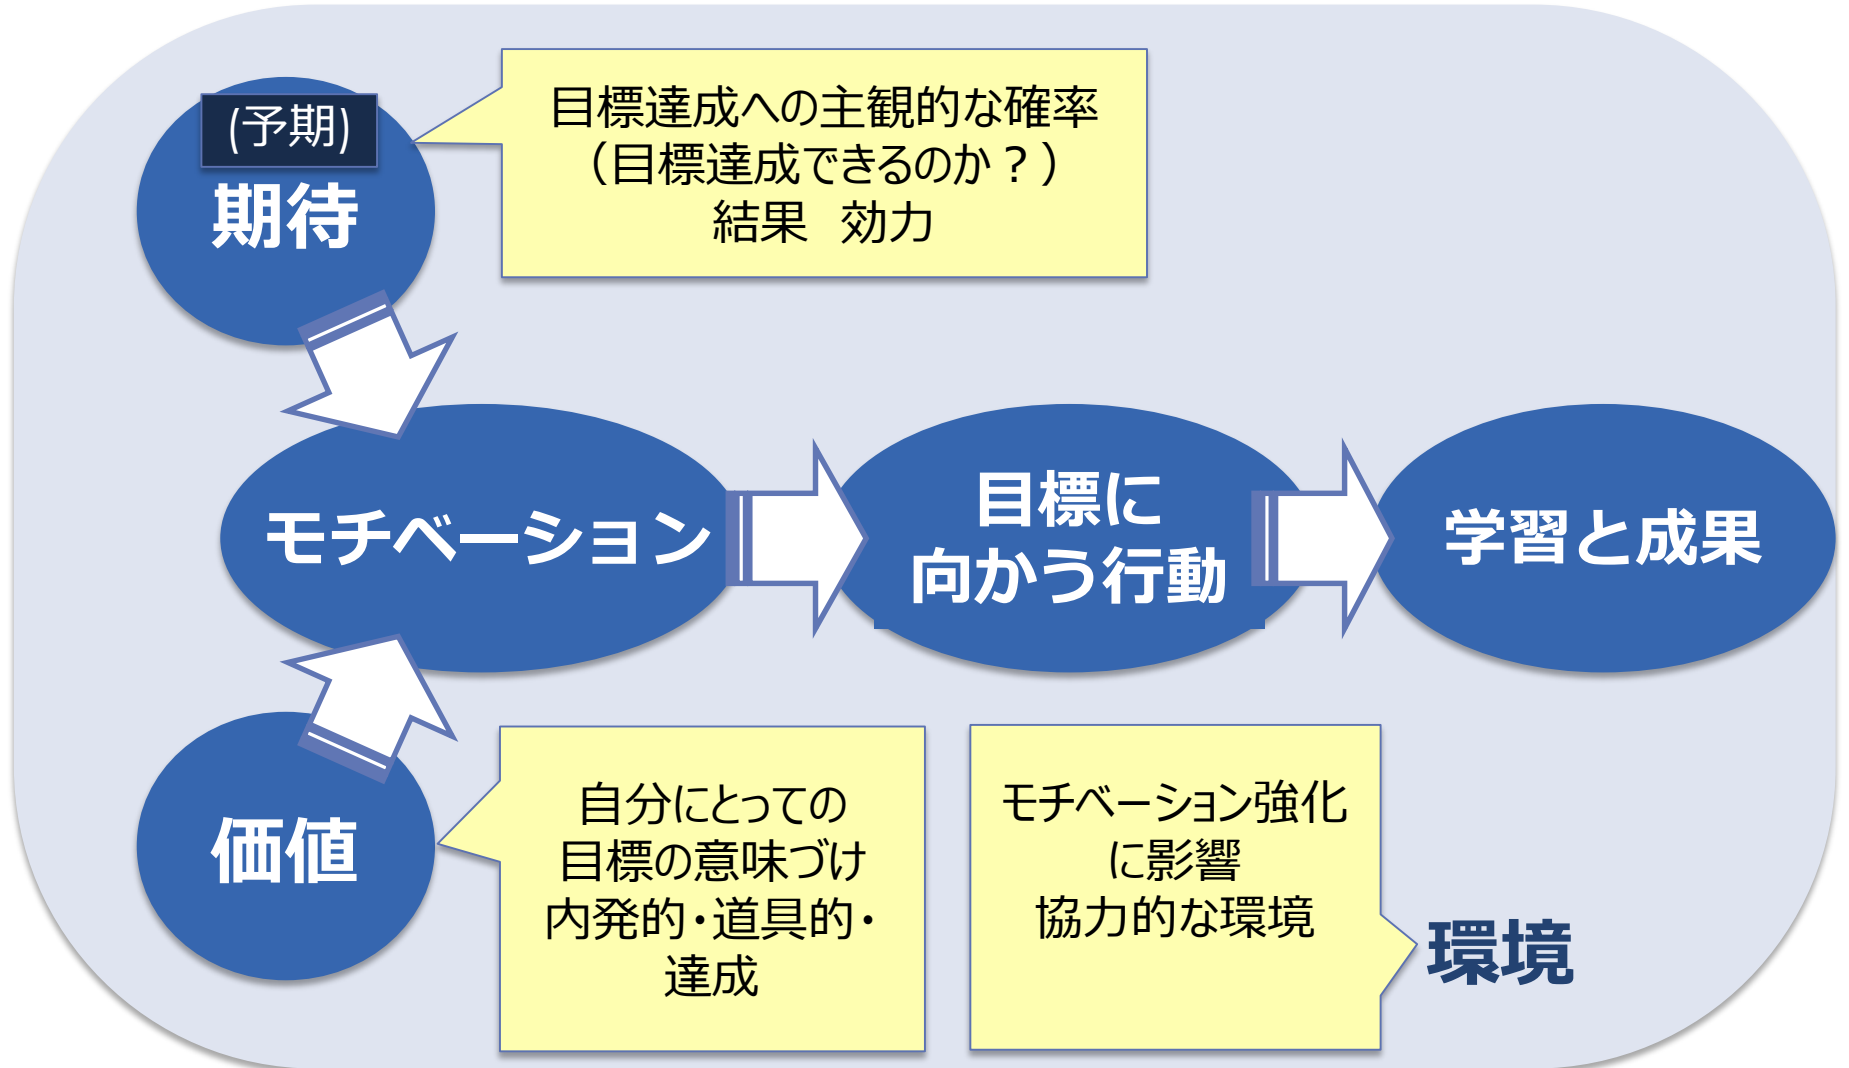 (予期)
期待
目標達成への主観的な確率
（目標達成できるのか？）
結果　効力
モチベーション
目標に
向かう行動
学習と成果
価値
自分にとっての
目標の意味づけ
内発的・道具的・
達成
モチベーション強化
に影響
協力的な環境
環境